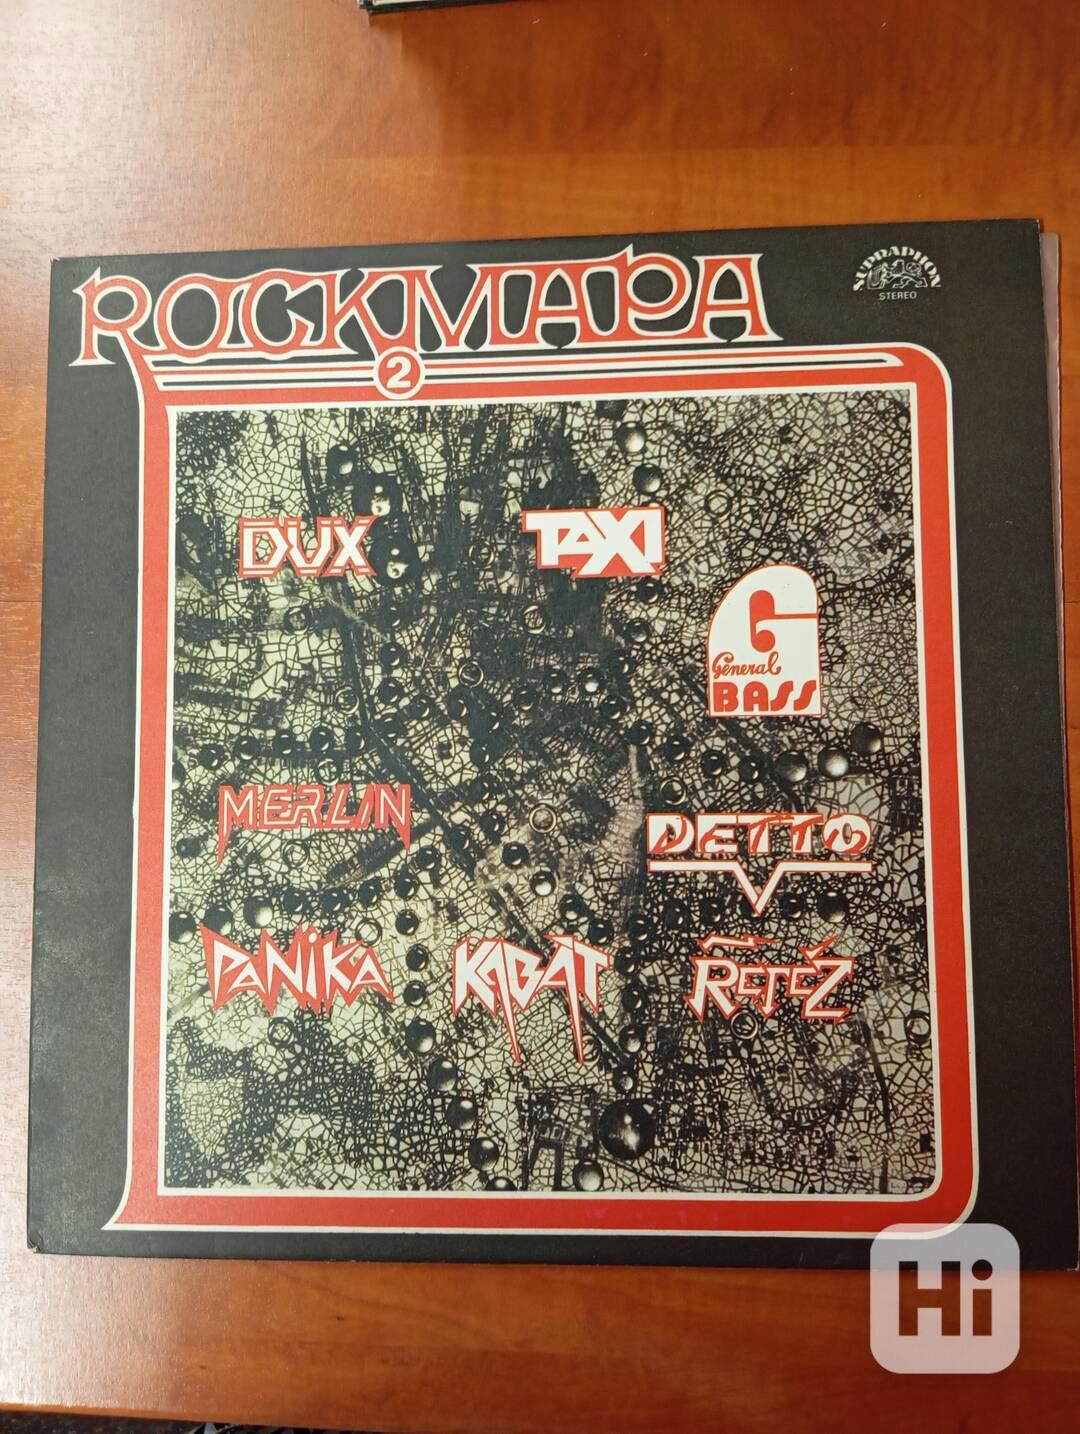 ROCKMAPA
2
SUPRAPHON
STEREO
DUX
TAXI
G
General
BASS
MERLIN
DETTO
PANiKA
KABÁT
ŘETĚZ
Hi